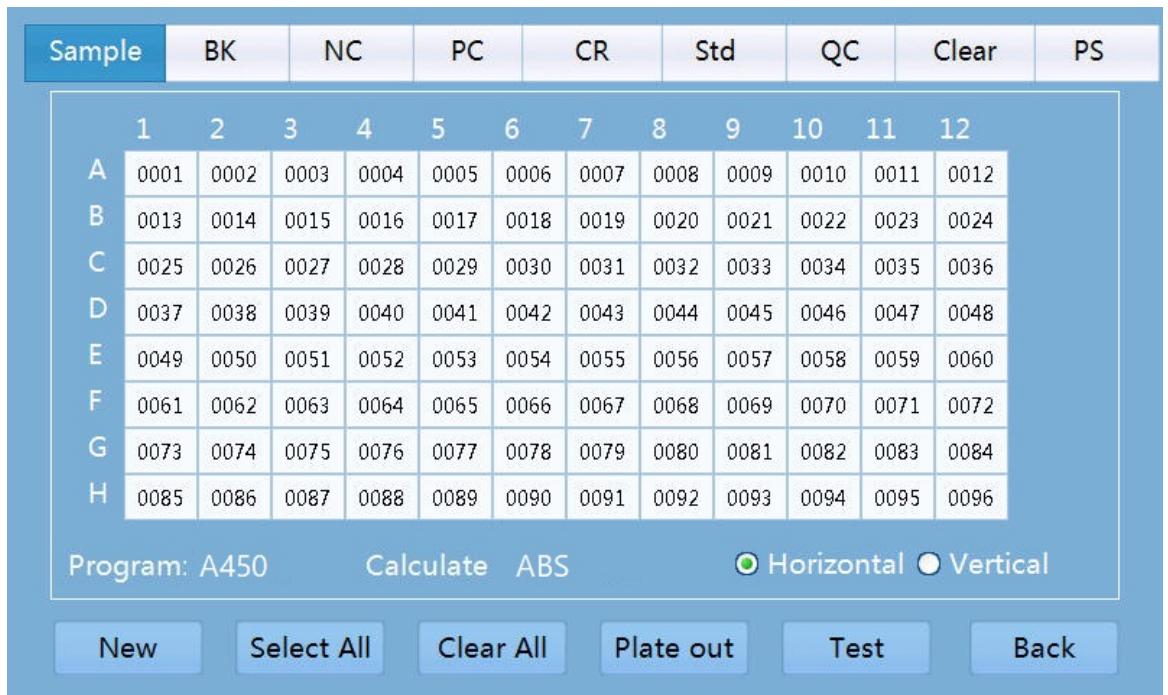 Sample BK NC PC CR Std QC Clear PS
1 2 3 4 5 6 7 8 9 10 11 12
A 0001 0002 0003 0004 0005 0006 0007 0008 0009 0010 0011 0012
B 0013 0014 0015 0016 0017 0018 0019 0020 0021 0022 0023 0024
C 0025 0026 0027 0028 0029 0030 0031 0032 0033 0034 0035 0036
D 0037 0038 0039 0040 0041 0042 0043 0044 0045 0046 0047 0048
E 0049 0050 0051 0052 0053 0054 0055 0056 0057 0058 0059 0060
F 0061 0062 0063 0064 0065 0066 0067 0068 0069 0070 0071 0072
G 0073 0074 0075 0076 0077 0078 0079 0080 0081 0082 0083 0084
H 0085 0086 0087 0088 0089 0090 0091 0092 0093 0094 0095 0096
Program: A450 Calculate ABS Horizontal Vertical
New Select All Clear All Plate out Test Back